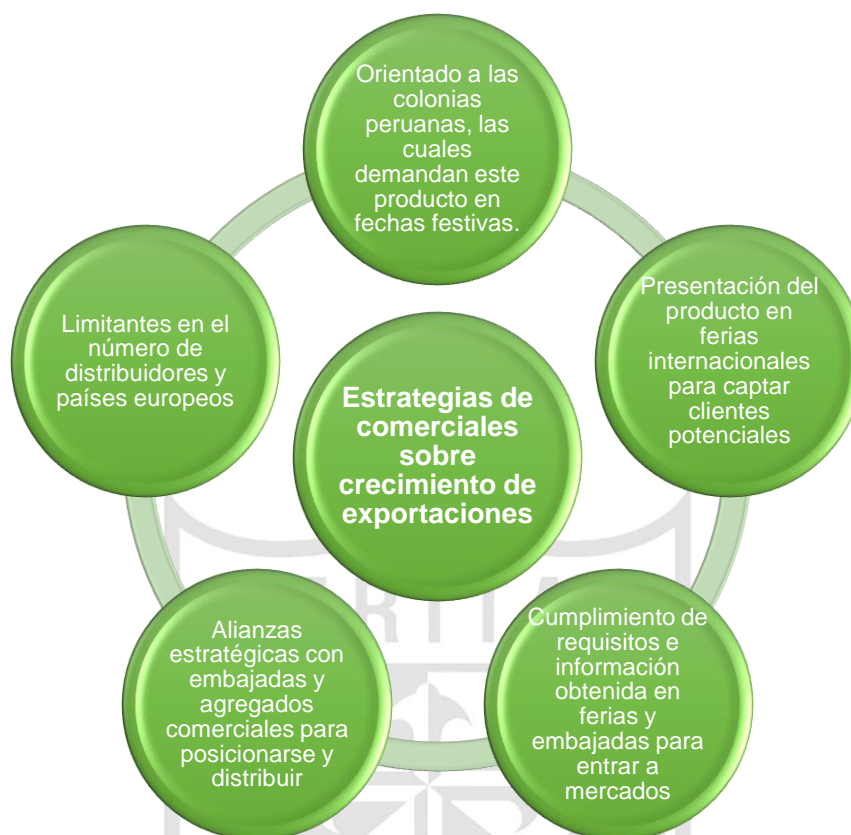 Orientado a las
colonias
peruanas, las
cuales
demandan este
producto en
fechas festivas.
Presentación del
producto en
ferias
internacionales
para captar
clientes
potenciales
Cumplimiento de
requisitos e
información
obtenida en
ferias y
embajadas para
entrar a
mercados
Alianzas
estratégicas con
embajadas y
agregados
comerciales para
posicionarse y
distribuir
Limitantes en el
número de
distribuidores y
países europeos
Estrategias de
comerciales
sobre
crecimiento de
exportaciones